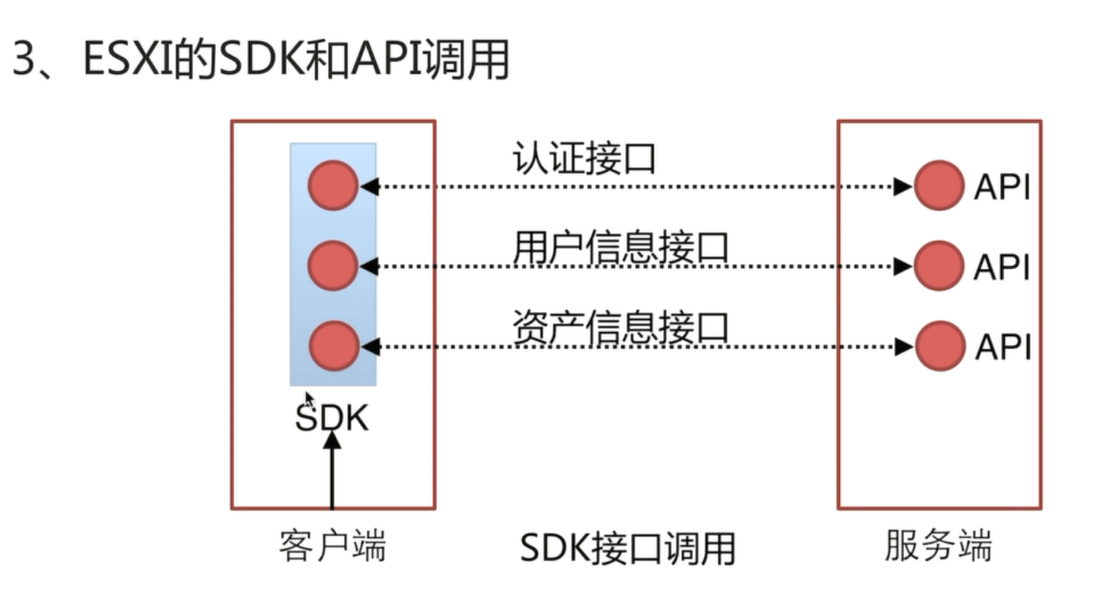 3、ESXI的SDK和API调用
认证接口
API
用户信息接口
API
资产信息接口
API
SDK
客户端
SDK接口调用
服务端